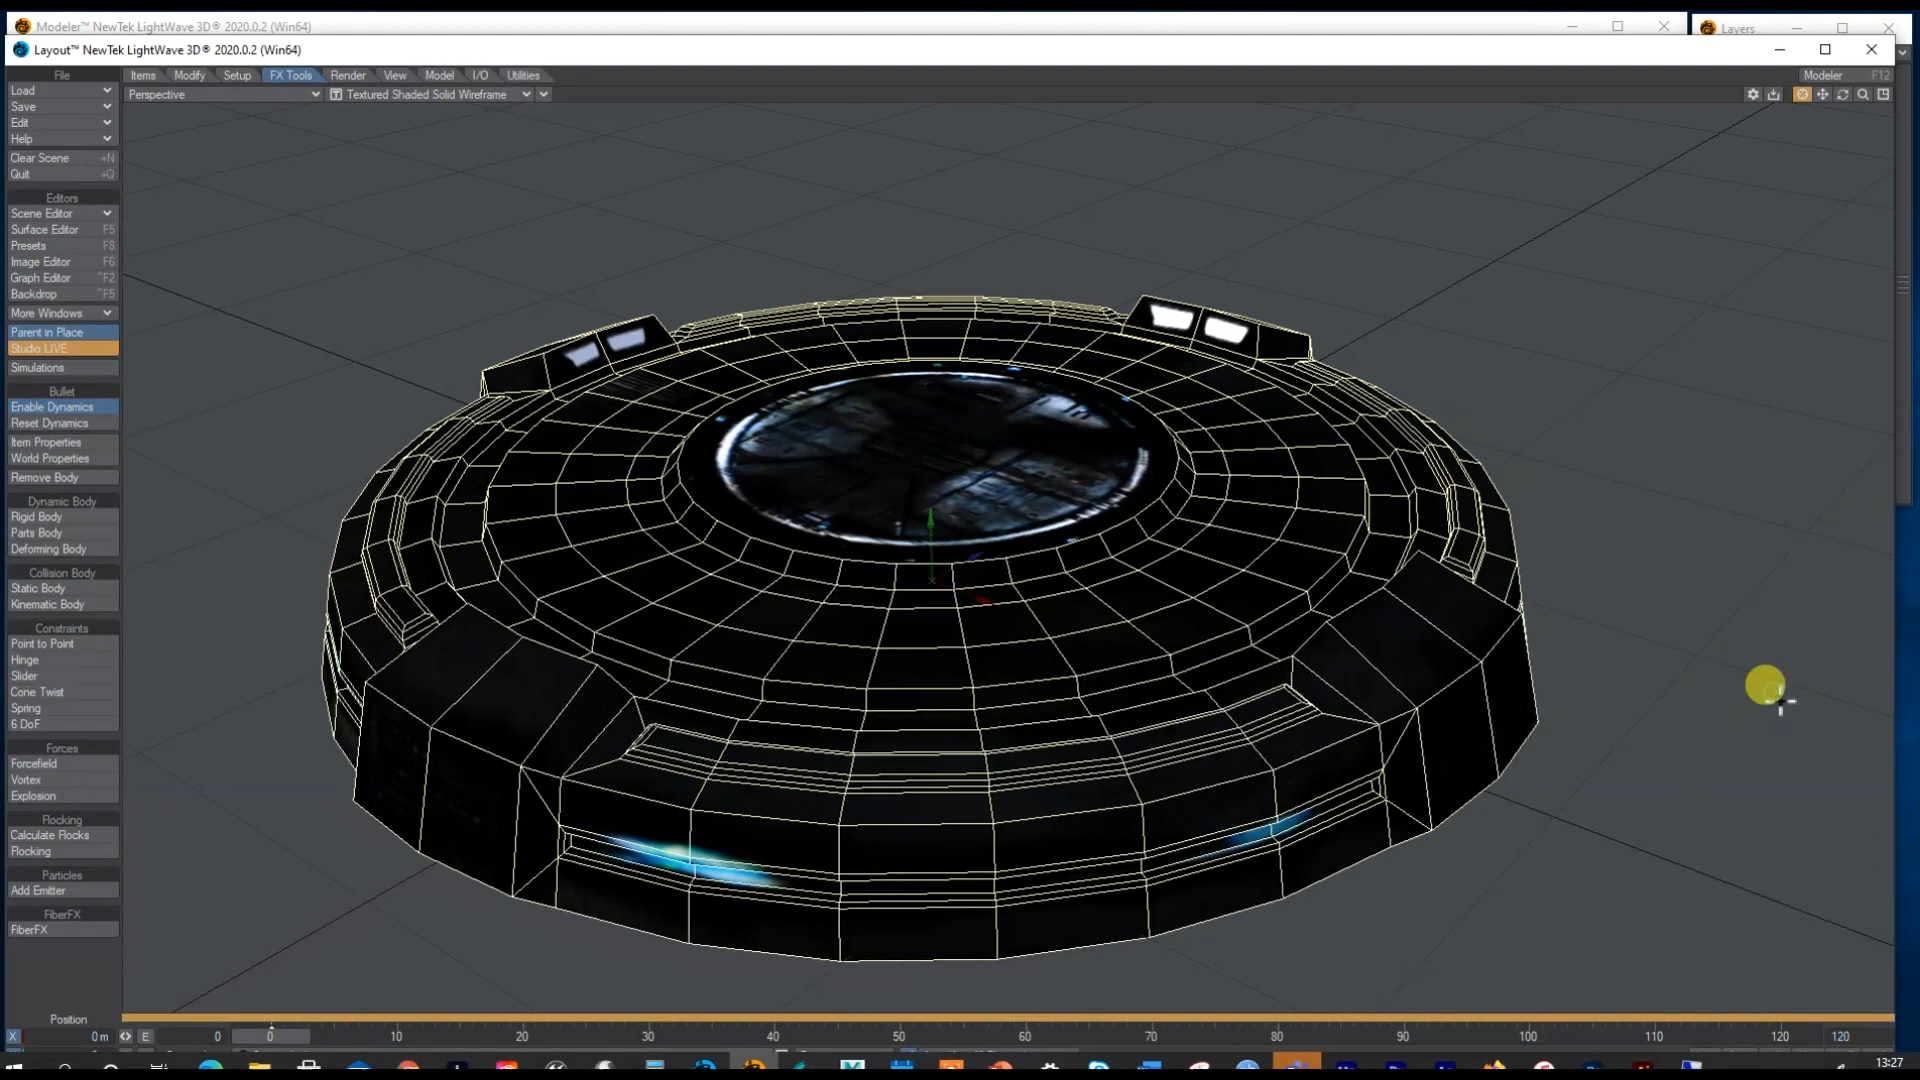 Modeler™ NewTek LightWave 3D® 2020.0.2 (Win64)
Layers
Layout™ NewTek LightWave 3D® 2020.0.2 (Win64)
File
Items Modify Setup FX Tools Render View Model I/O Utilities
Modeler F12
Load
Perspective
Textured Shaded Solid Wireframe
Save
Edit
Help
Clear Scene +N
Quit +Q
Editors
Scene Editor
Surface Editor F5
Presets F8
Image Editor F6
Graph Editor ^F2
Backdrop ^F5
More Windows
Parent in Place
Studio LIVE
Simulations
Bullet
Enable Dynamics
Reset Dynamics
Item Properties
World Properties
Remove Body
Dynamic Body
Rigid Body
Parts Body
Deforming Body
Collision Body
Static Body
Kinematic Body
Constraints
Point to Point
Hinge
Slider
Cone Twist
Spring
6 DoF
Forces
Forcefield
Vortex
Explosion
Flocking
Calculate Flocks
Flocking
Particles
Add Emitter
FiberFX
FiberFX
Position
X 0 m E 0 0 10 20 30 40 50 60 70 80 90 100 110 120 120
13:27